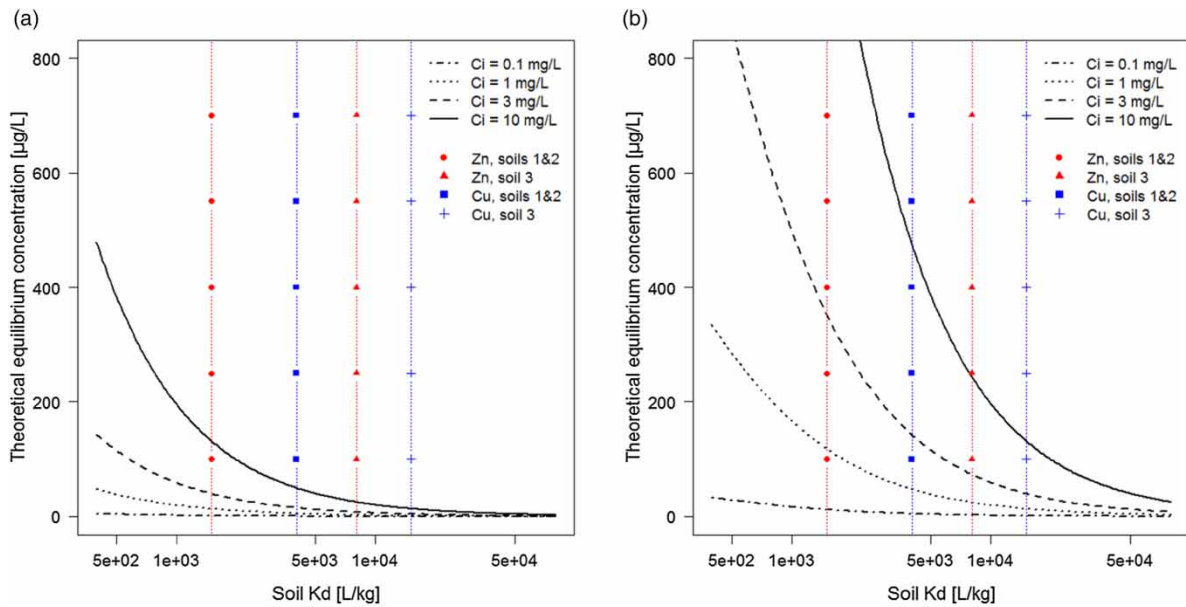 (a)
800
600
400
200
0
Theoretical equilibrium concentration [µg/L]
Ci = 0.1 mg/L
Ci = 1 mg/L
Ci = 3 mg/L
Ci = 10 mg/L
Zn, soils 1&2
Zn, soil 3
Cu, soils 1&2
Cu, soil 3
5e+02 1e+03 5e+03 1e+04 5e+04
Soil Kd [L/kg]
(b)
800
600
400
200
0
Theoretical equilibrium concentration [µg/L]
Ci = 0.1 mg/L
Ci = 1 mg/L
Ci = 3 mg/L
Ci = 10 mg/L
Zn, soils 1&2
Zn, soil 3
Cu, soils 1&2
Cu, soil 3
5e+02 1e+03 5e+03 1e+04 5e+04
Soil Kd [L/kg]